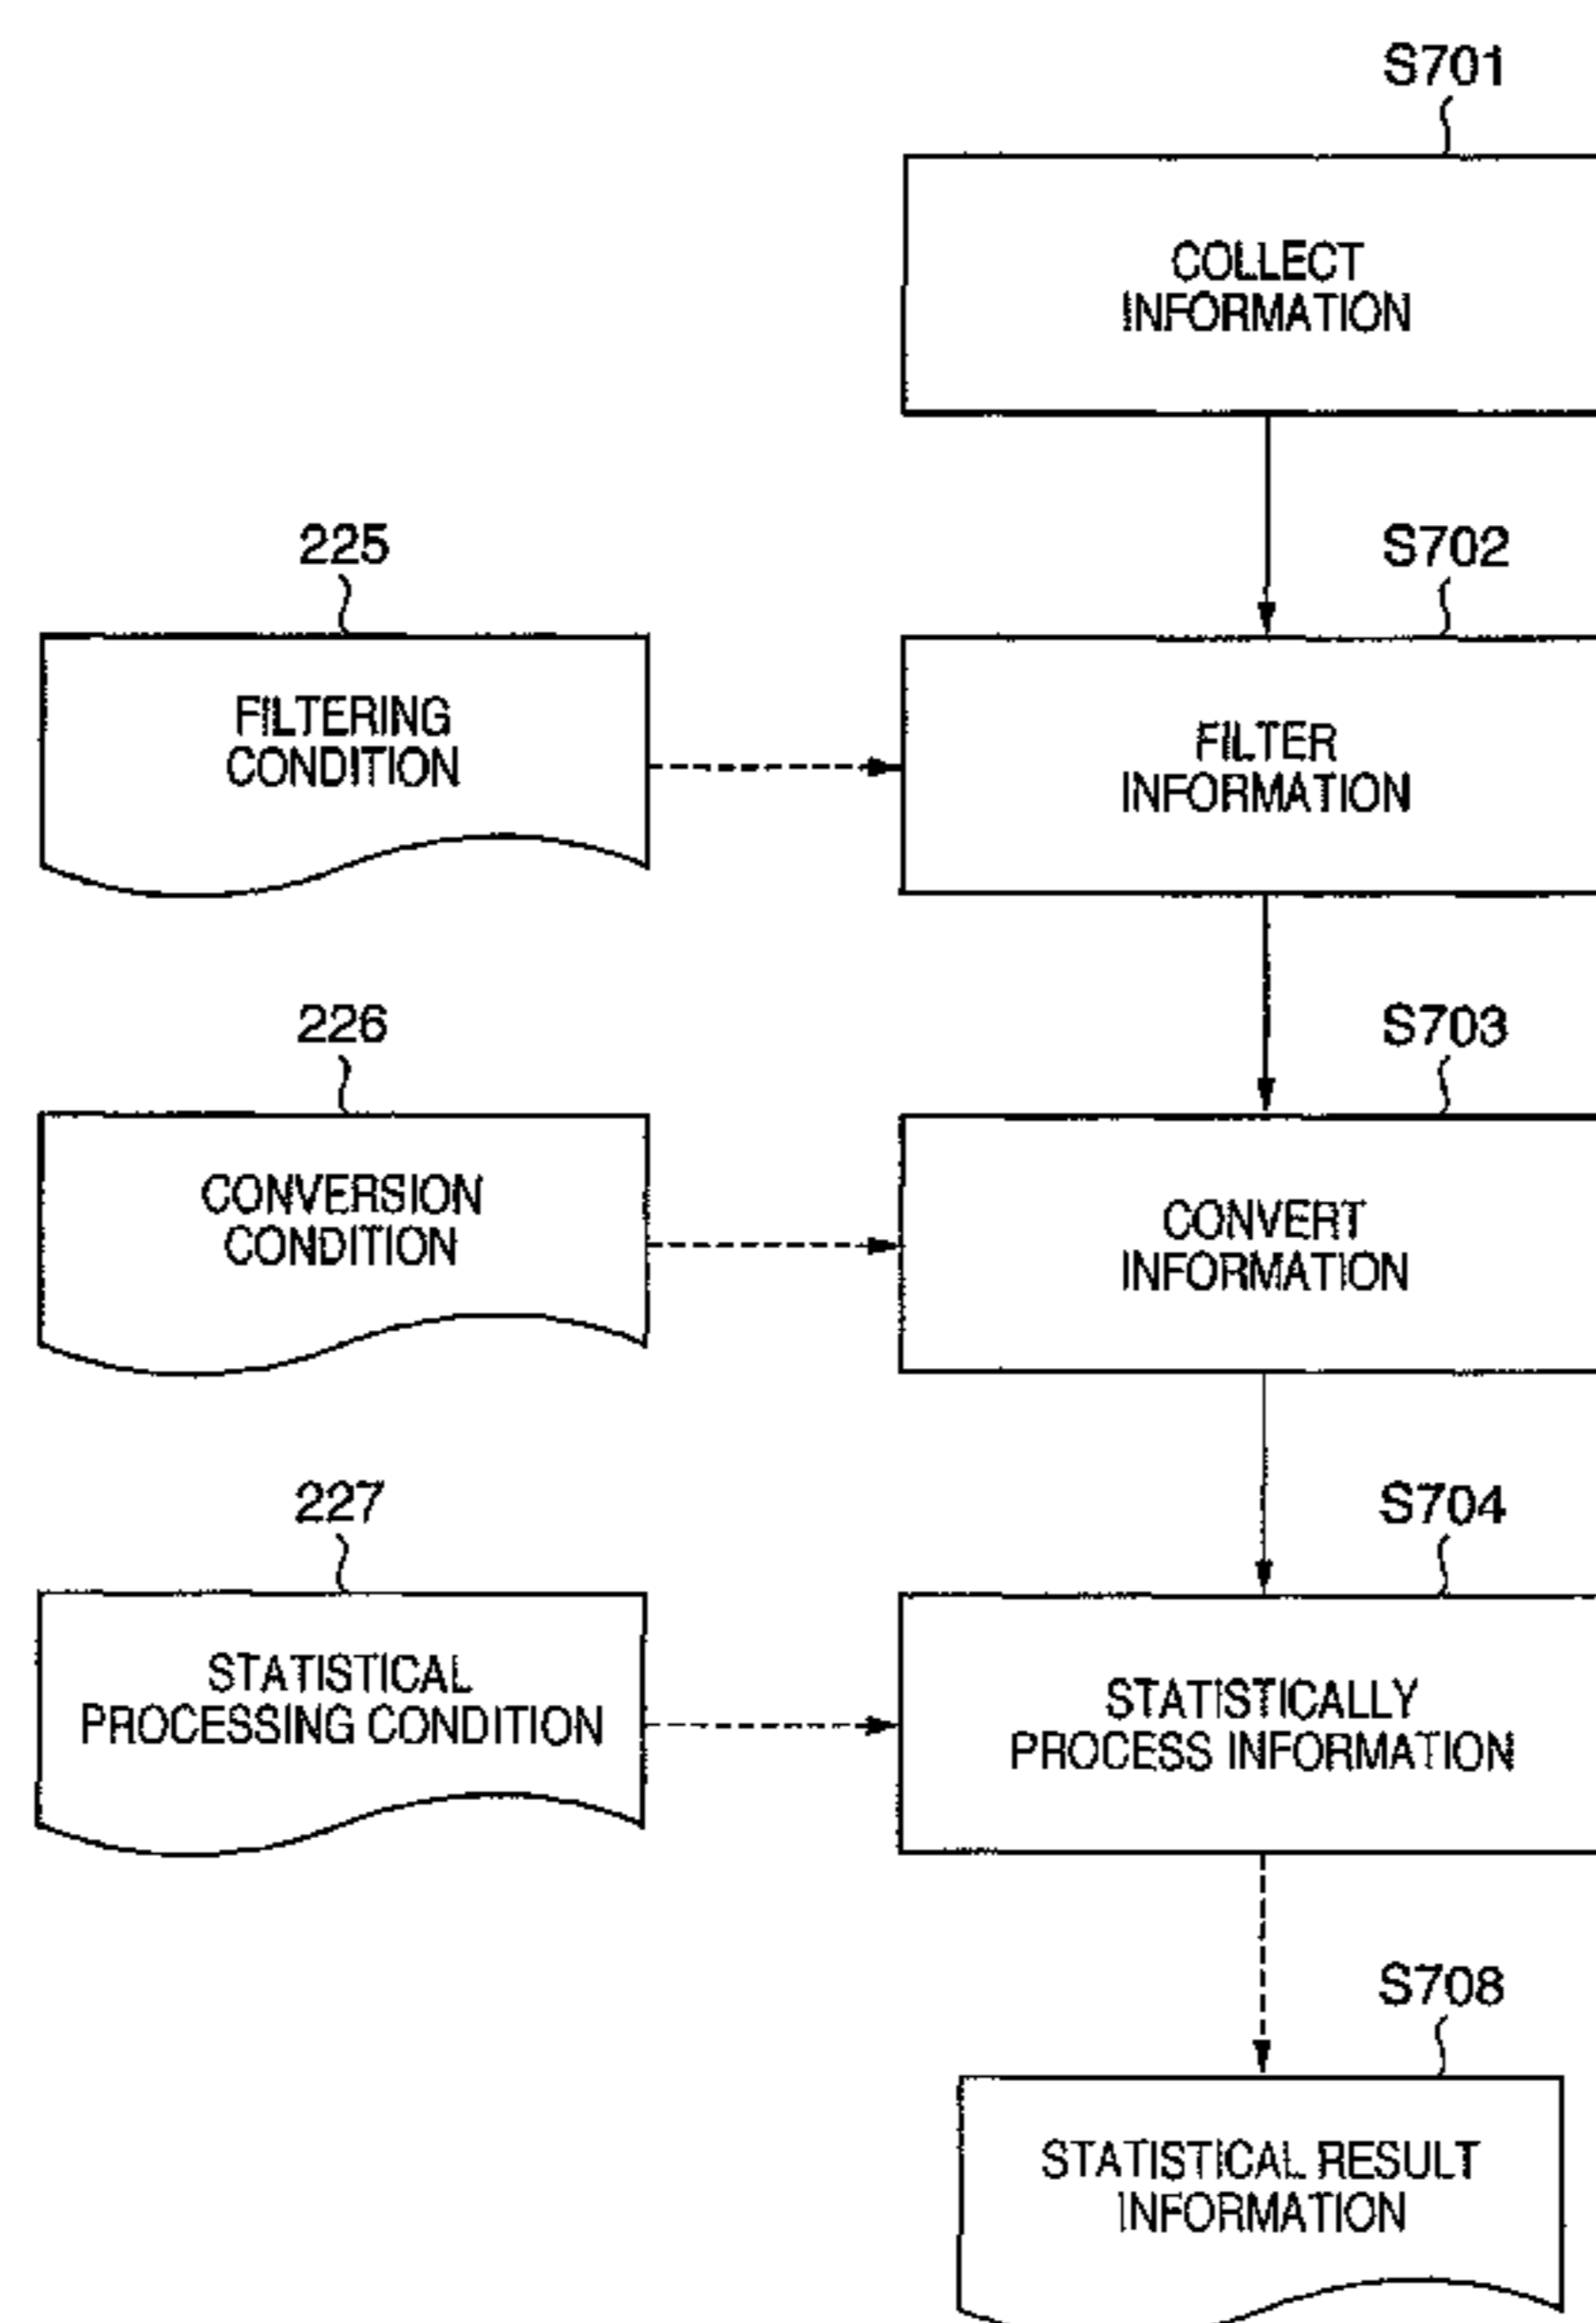 S701
COLLECT
INFORMATION
225
S702
FILTERING
CONDITION
FILTER
INFORMATION
226
S703
CONVERSION
CONDITION
CONVERT
INFORMATION
227
S704
STATISTICAL
PROCESSING CONDITION
STATISTICALLY
PROCESS INFORMATION
S708
STATISTICAL RESULT
INFORMATION